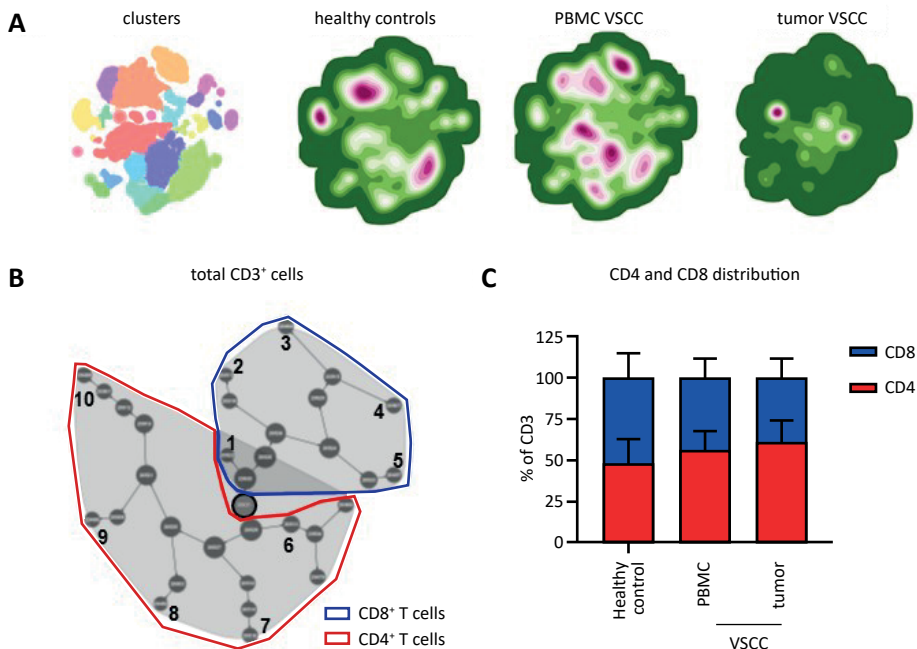 A
clusters
healthy controls
PBMC VSCC
tumor VSCC
B
total CD3⁺ cells
3
2
10
4
1
5
6
9
8
7
CD8⁺ T cells
CD4⁺ T cells
C
CD4 and CD8 distribution
% of CD3
125
100
75
50
25
0
CD8
CD4
Healthy
control
PBMC
tumor
VSCC